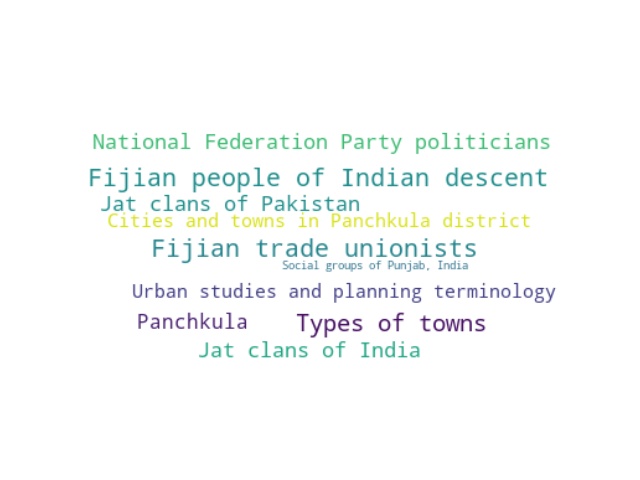 National Federation Party politicians
Fijian people of Indian descent
Jat clans of Pakistan
Cities and towns in Panchkula district
Fijian trade unionists
Social groups of Punjab, India
Urban studies and planning terminology
Panchkula
Types of towns
Jat clans of India